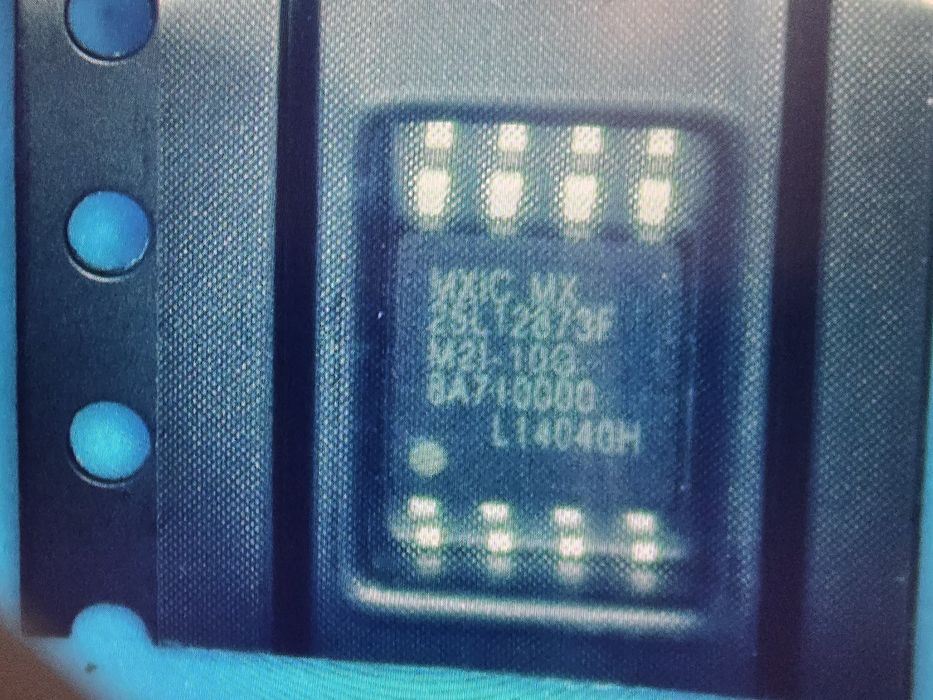 MXIC MX
25L12873F
M2I-10G
8A710000
L14040H